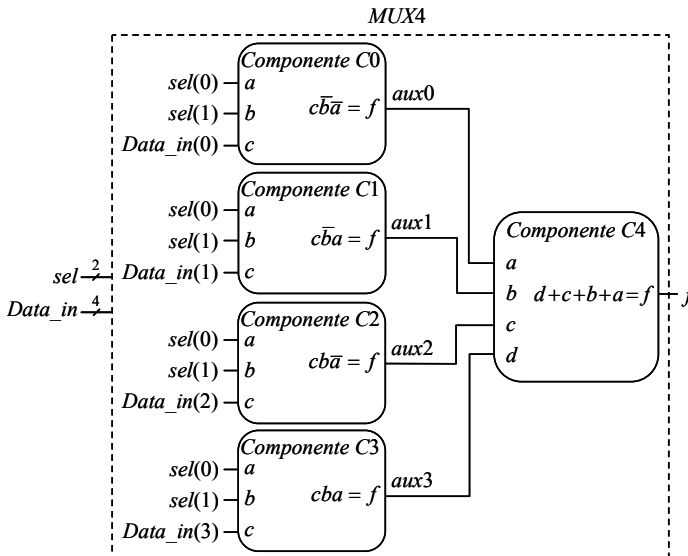 MUX4
Componente C0
sel(0) a
sel(1) b
Data_in(0) c
cb̅a̅ = f
aux0
Componente C1
sel(0) a
sel(1) b
Data_in(1) c
cb̅a = f
aux1
sel 2
Data_in 4
Componente C2
sel(0) a
sel(1) b
Data_in(2) c
cba̅ = f
aux2
Componente C3
sel(0) a
sel(1) b
Data_in(3) c
cba = f
aux3
Componente C4
a
b
c
d
d+c+b+a=f
f